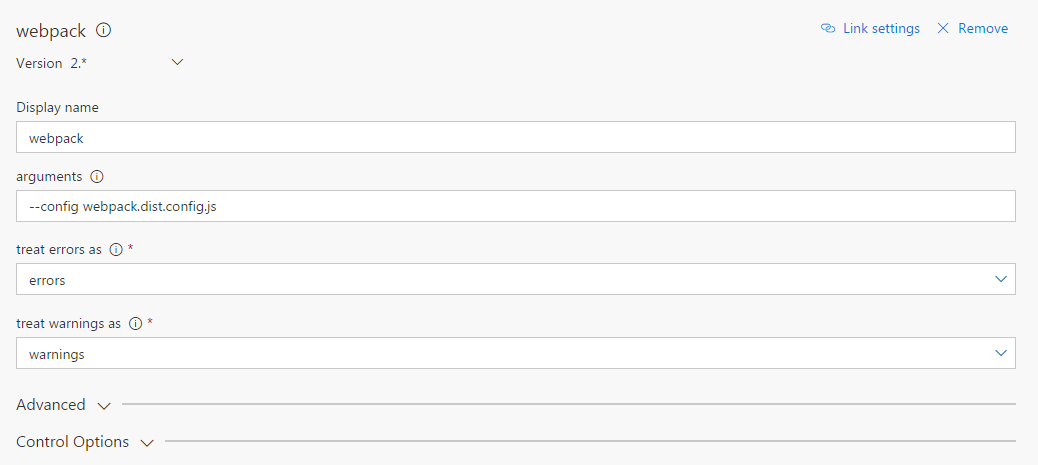 webpack
Link settings
Remove
Version 2.*
Display name
webpack
arguments
--config webpack.dist.config.js
treat errors as *
errors
treat warnings as *
warnings
Advanced
Control Options